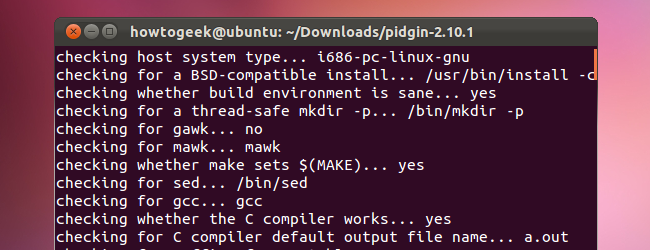 howtogeek@ubuntu: ~/Downloads/pidgin-2.10.1
checking host system type... i686-pc-linux-gnu
checking for a BSD-compatible install... /usr/bin/install -c
checking whether build environment is sane... yes
checking for a thread-safe mkdir -p... /bin/mkdir -p
checking for gawk... no
checking for mawk... mawk
checking whether make sets $(MAKE)... yes
checking for sed... /bin/sed
checking for gcc... gcc
checking whether the C compiler works... yes
checking for C compiler default output file name... a.out